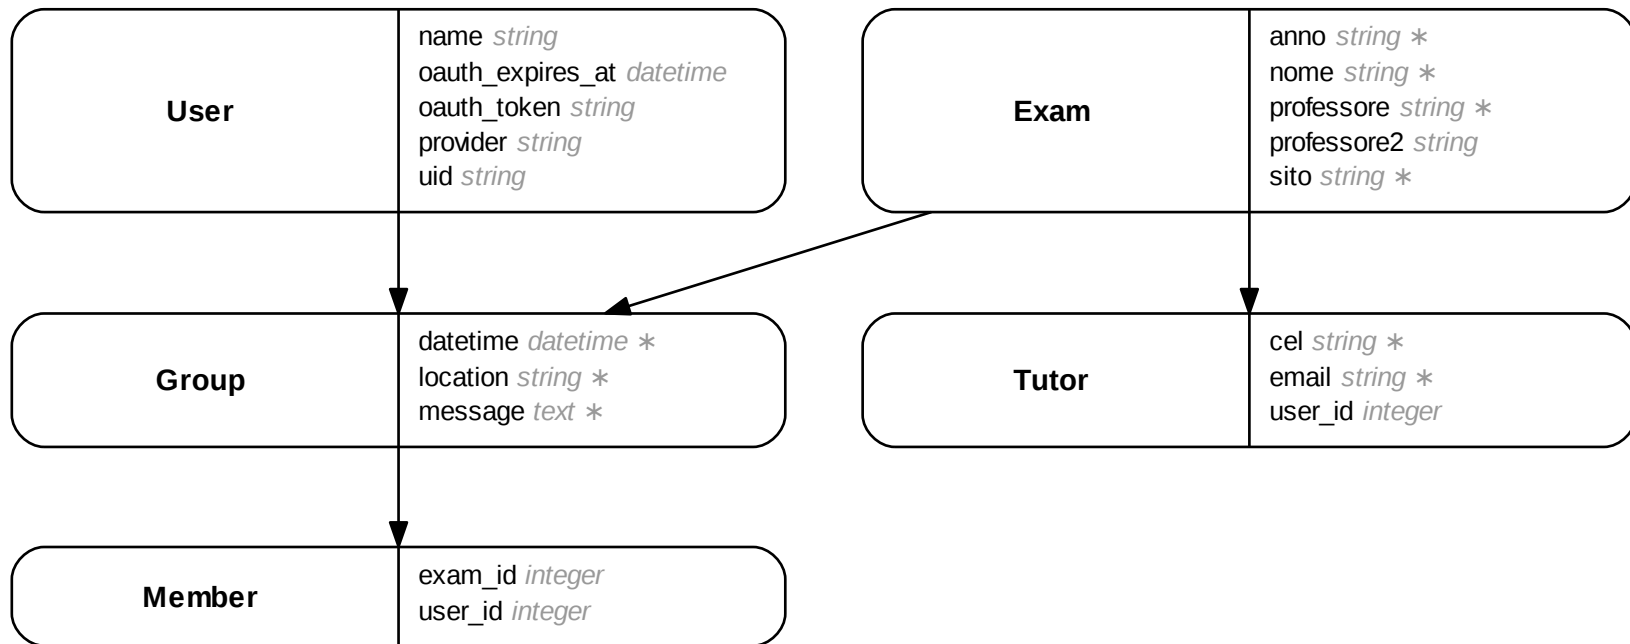 User
name string
oauth_expires_at datetime
oauth_token string
provider string
uid string
Exam
anno string ∗
nome string ∗
professore string ∗
professore2 string
sito string ∗
Group
datetime datetime ∗
location string ∗
message text ∗
Tutor
cel string ∗
email string ∗
user_id integer
Member
exam_id integer
user_id integer